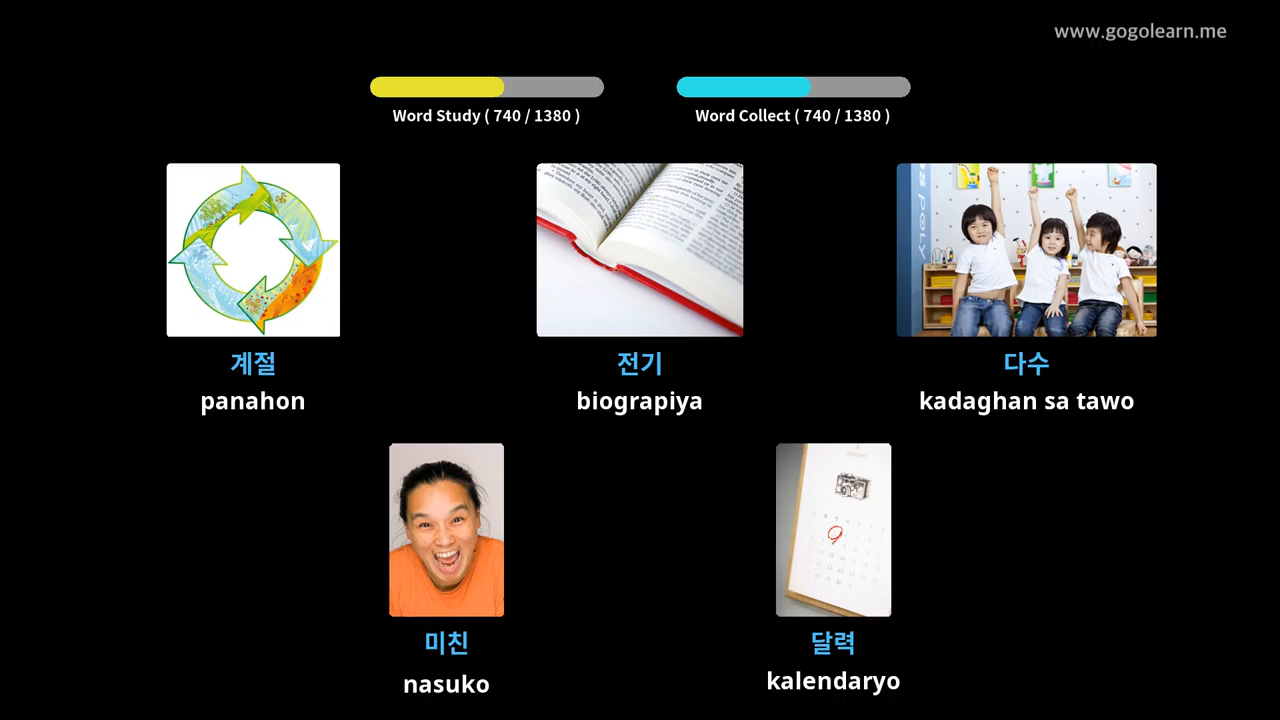 www.gogolearn.me
Word Study ( 740 / 1380 )
Word Collect ( 740 / 1380 )
계절
panahon
전기
biograpiya
다수
kadaghan sa tawo
미친
nasuko
달력
kalendaryo